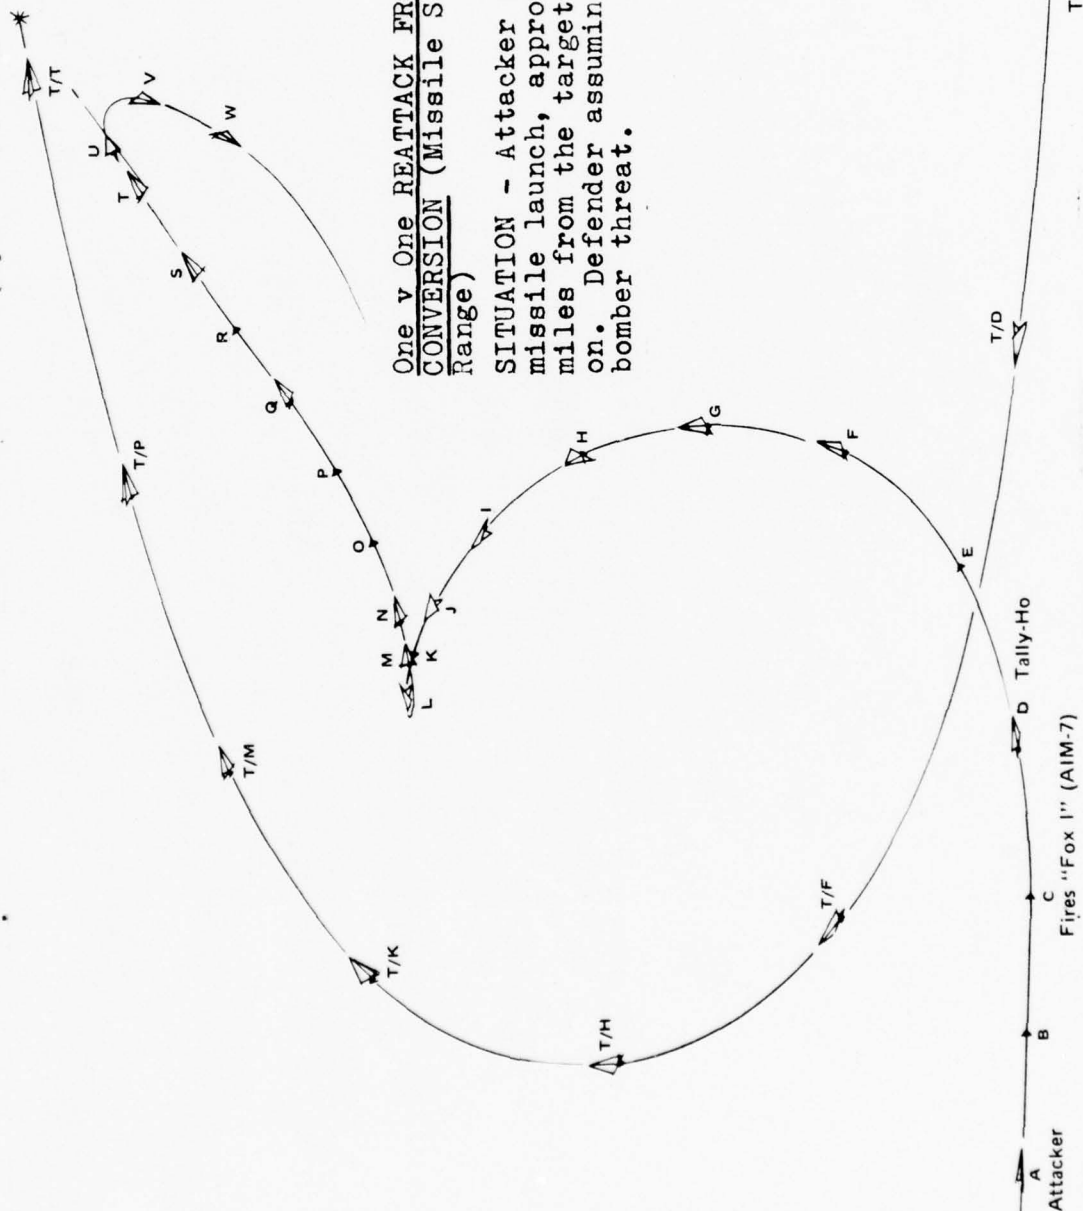 One v One REATTACK FR
CONVERSION (Missile S
Range)
SITUATION - Attacker
missile launch, appro
miles from the target
on. Defender assumin
bomber threat.
T/T
V
U
W
T
S
R
Q
P
O
N
M
K
L
J
I
H
G
F
E
D Tally-Ho
C
Fires "Fox I" (AIM-7)
B
A
Attacker
T/P
T/M
T/K
T/H
T/F
T/D
T